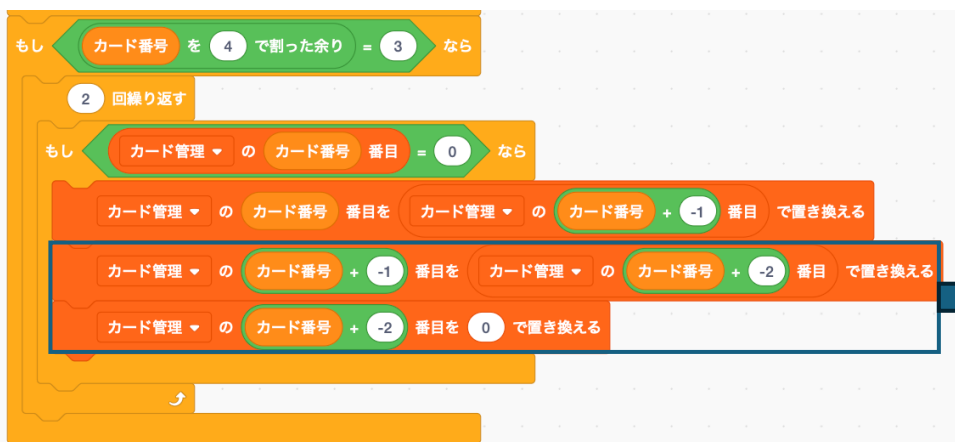 もし カード番号 を 4 で割った余り = 3 なら
2 回繰り返す
もし カード管理 の カード番号 番目 = 0 なら
カード管理 の カード番号 番目を カード管理 の カード番号 + -1 番目 で置き換える
カード管理 の カード番号 + -1 番目を カード管理 の カード番号 + -2 番目 で置き換える
カード管理 の カード番号 + -2 番目を 0 で置き換える